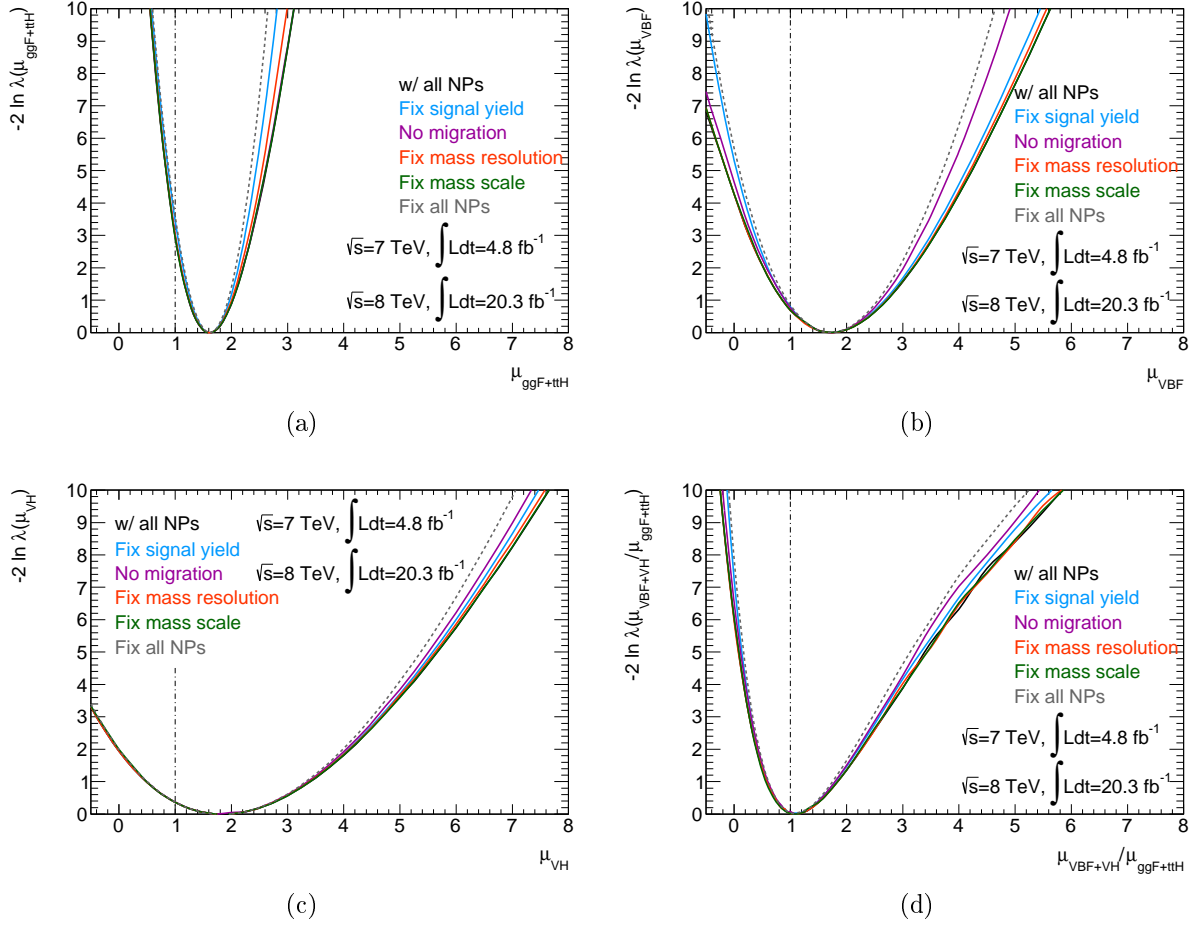 -2 ln λ(μ_ggF+ttH)
10
9
8
7
6
5
4
3
2
1
0
w/ all NPs
Fix signal yield
No migration
Fix mass resolution
Fix mass scale
Fix all NPs
√s=7 TeV, ∫Ldt=4.8 fb⁻¹
√s=8 TeV, ∫Ldt=20.3 fb⁻¹
0 1 2 3 4 5 6 7 8
μ_ggF+ttH
(a)
-2 ln λ(μ_VBF)
10
9
8
7
6
5
4
3
2
1
0
w/ all NPs
Fix signal yield
No migration
Fix mass resolution
Fix mass scale
Fix all NPs
√s=7 TeV, ∫Ldt=4.8 fb⁻¹
√s=8 TeV, ∫Ldt=20.3 fb⁻¹
0 1 2 3 4 5 6 7 8
μ_VBF
(b)
-2 ln λ(μ_VH)
10
9
8
7
6
5
4
3
2
1
0
w/ all NPs
Fix signal yield
No migration
Fix mass resolution
Fix mass scale
Fix all NPs
√s=7 TeV, ∫Ldt=4.8 fb⁻¹
√s=8 TeV, ∫Ldt=20.3 fb⁻¹
0 1 2 3 4 5 6 7 8
μ_VH
(c)
-2 ln λ(μ_VBF+VH/μ_ggF+ttH)
10
9
8
7
6
5
4
3
2
1
0
w/ all NPs
Fix signal yield
No migration
Fix mass resolution
Fix mass scale
Fix all NPs
√s=7 TeV, ∫Ldt=4.8 fb⁻¹
√s=8 TeV, ∫Ldt=20.3 fb⁻¹
0 1 2 3 4 5 6 7 8
μ_VBF+VH/μ_ggF+ttH
(d)